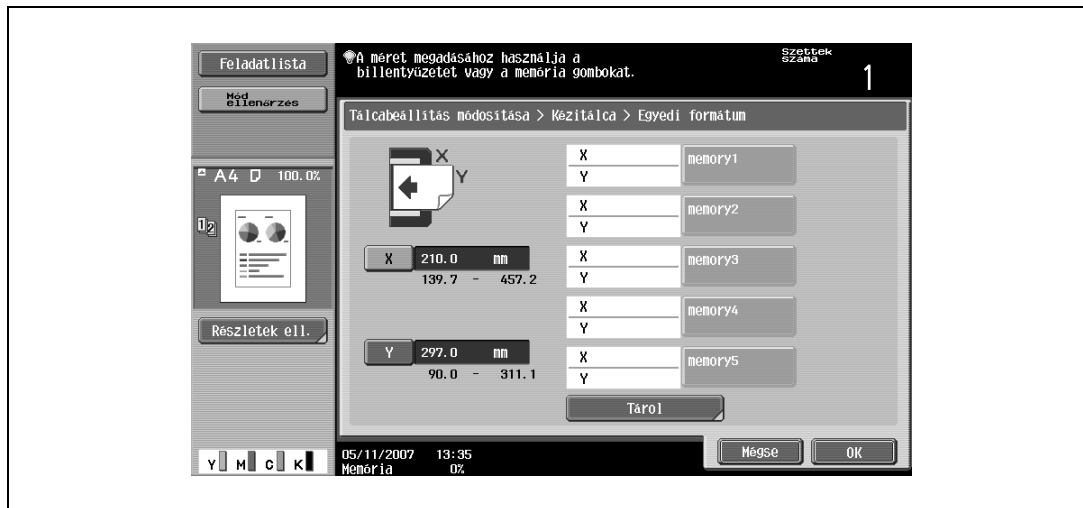 Feladatlista
A méret megadásához használja a
billentyűzetet vagy a memória gombokat.
Szettek
száma
1
Mód
ellenőrzés
Tálcabeállítás módosítása > Kézitálca > Egyedi formátum
A4 100.0%
12
Részletek ell.
X
Y
X 210.0 mm
139.7 - 457.2
Y 297.0 mm
90.0 - 311.1
X
Y
memory1
X
Y
memory2
X
Y
memory3
X
Y
memory4
X
Y
memory5
Tárol
Y M C K
05/11/2007 13:35
Memória 0%
Mégse
OK